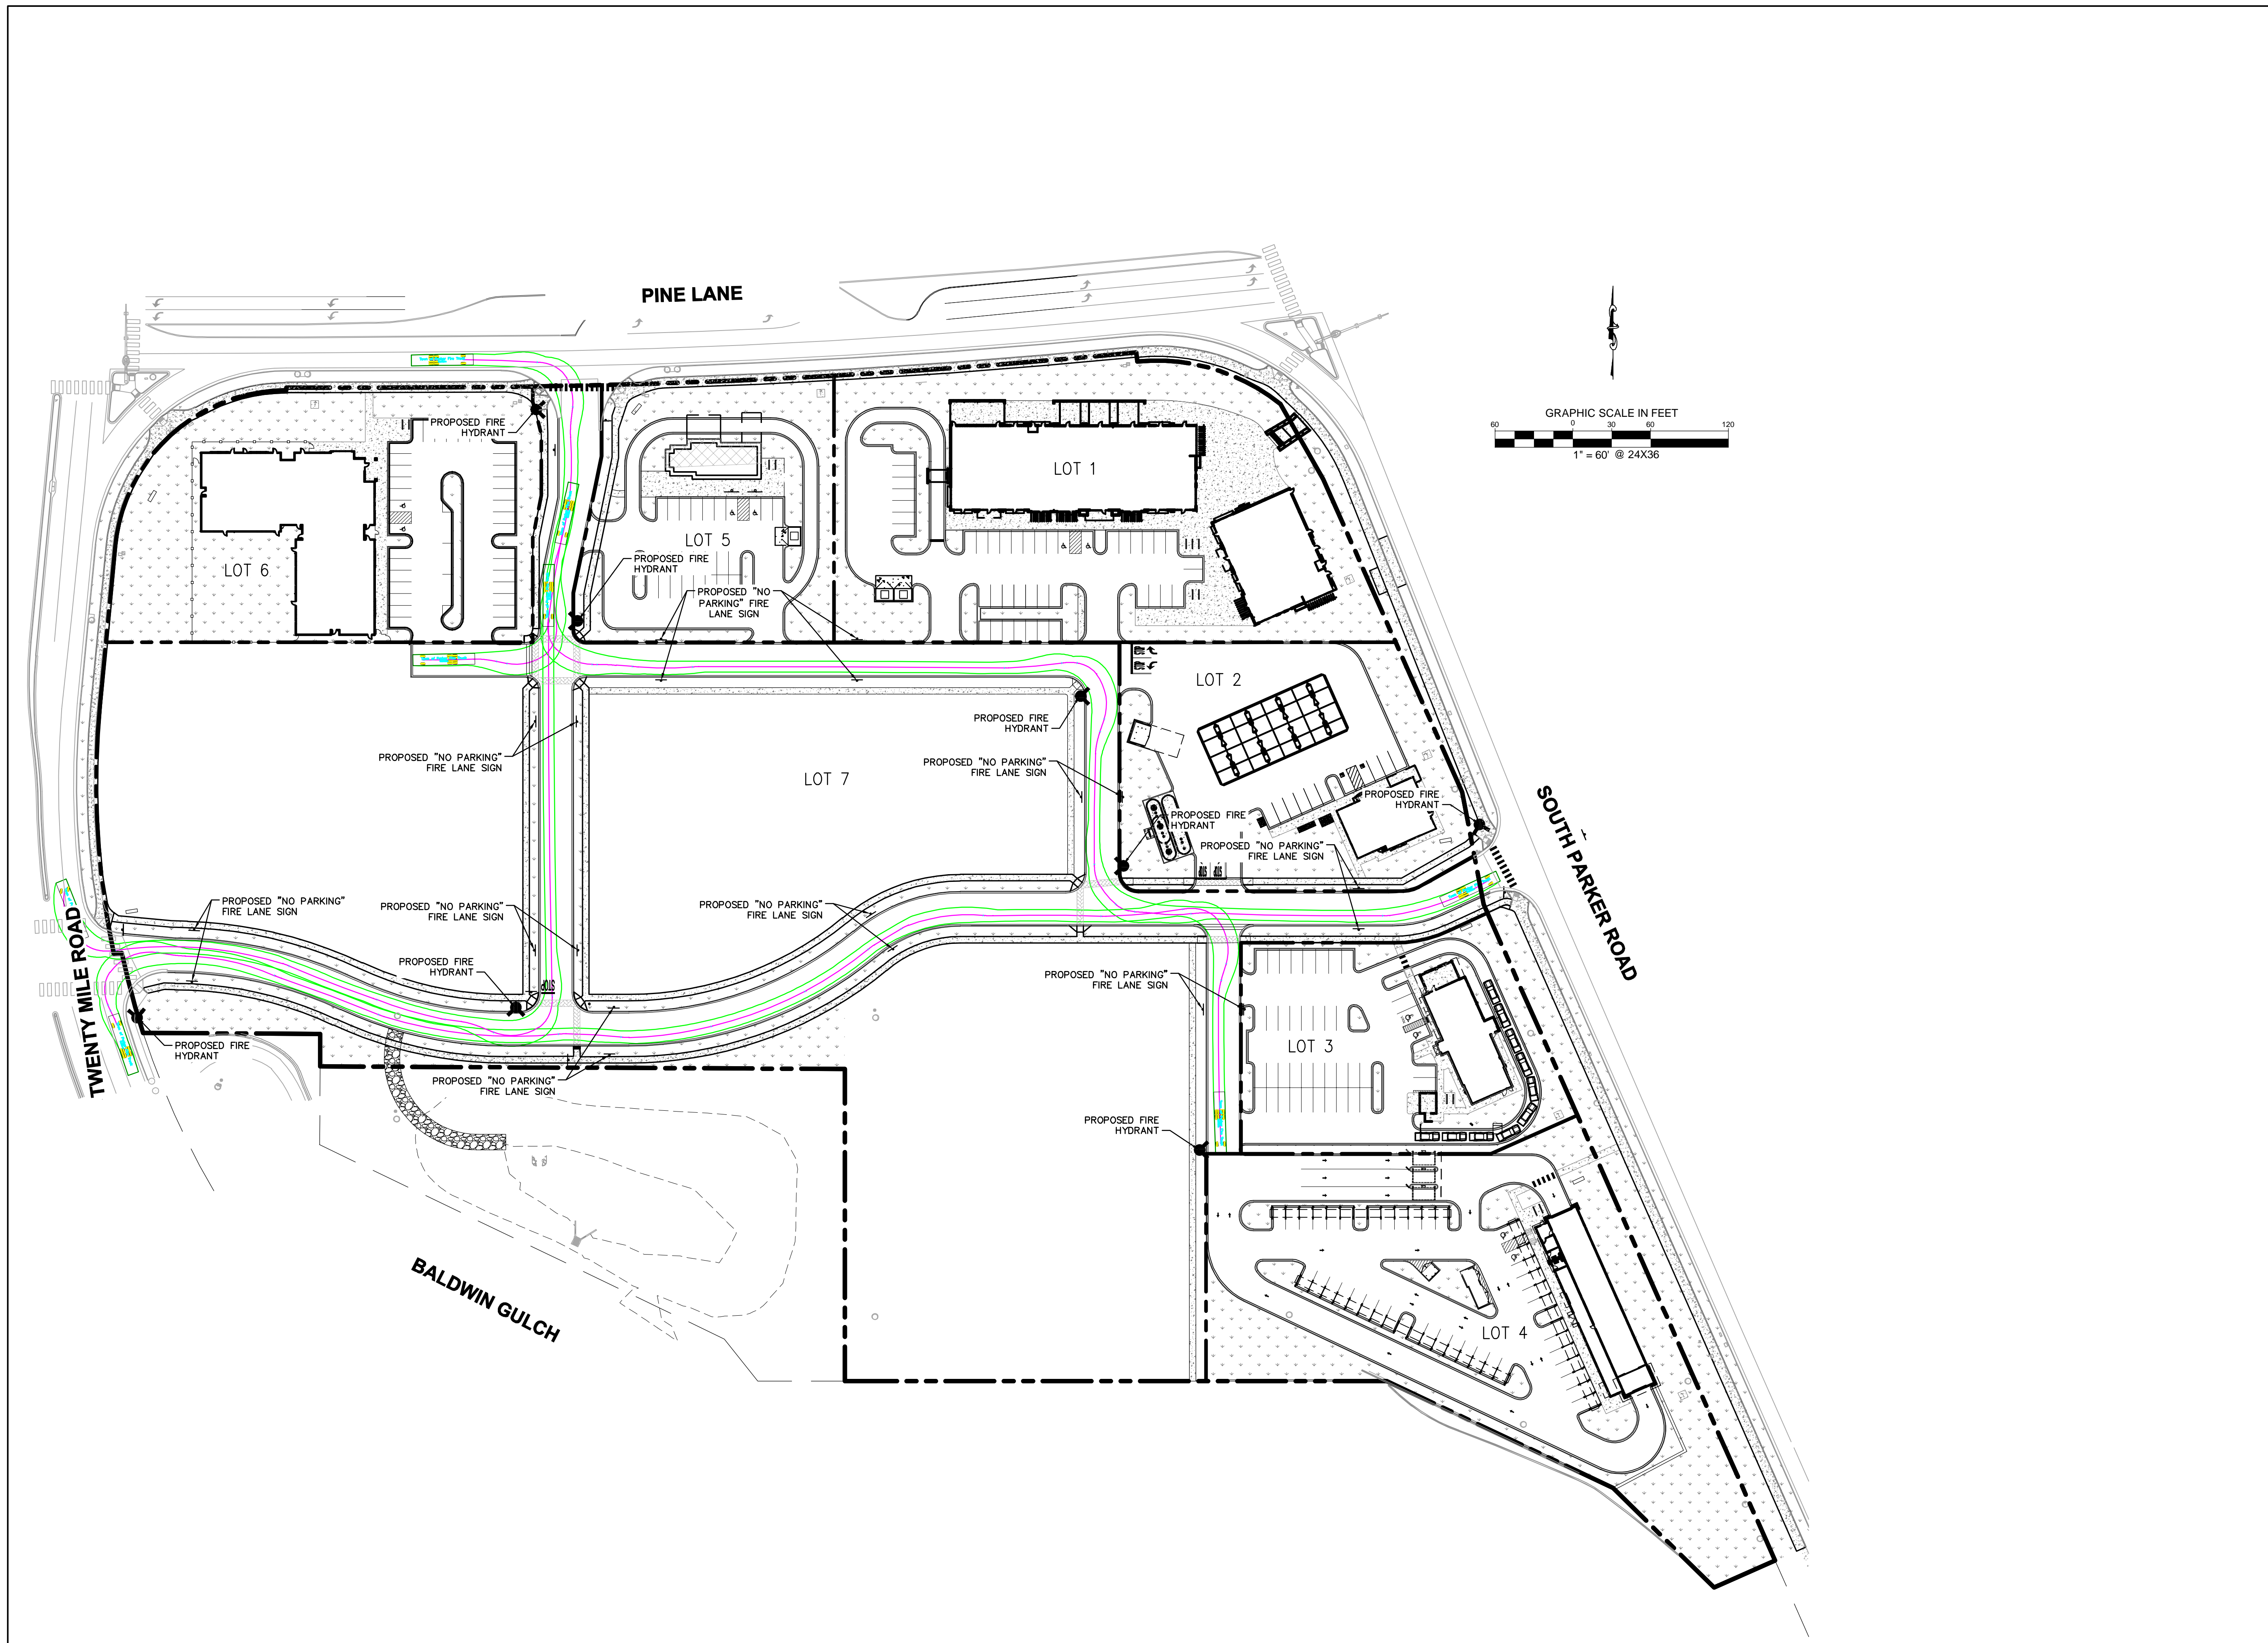 PINE LANE
GRAPHIC SCALE IN FEET
60 0 30 60 120
1" = 60' @ 24X36
PROPOSED FIRE
HYDRANT
LOT 1
LOT 5
LOT 6
PROPOSED FIRE
HYDRANT
PROPOSED "NO
PARKING" FIRE
LANE SIGN
LOT 2
PROPOSED FIRE
HYDRANT
PROPOSED "NO PARKING"
FIRE LANE SIGN
LOT 7
PROPOSED "NO PARKING"
FIRE LANE SIGN
PROPOSED FIRE
HYDRANT
PROPOSED FIRE
HYDRANT
PROPOSED "NO PARKING"
FIRE LANE SIGN
STOP STOP
SOUTH PARKER ROAD
PROPOSED "NO PARKING"
FIRE LANE SIGN
PROPOSED "NO PARKING"
FIRE LANE SIGN
PROPOSED "NO PARKING"
FIRE LANE SIGN
TWENTY MILE ROAD
PROPOSED FIRE
HYDRANT
STOP
PROPOSED "NO PARKING"
FIRE LANE SIGN
PROPOSED FIRE
HYDRANT
LOT 3
PROPOSED "NO PARKING"
FIRE LANE SIGN
PROPOSED FIRE
HYDRANT
BALDWIN GULCH
LOT 4